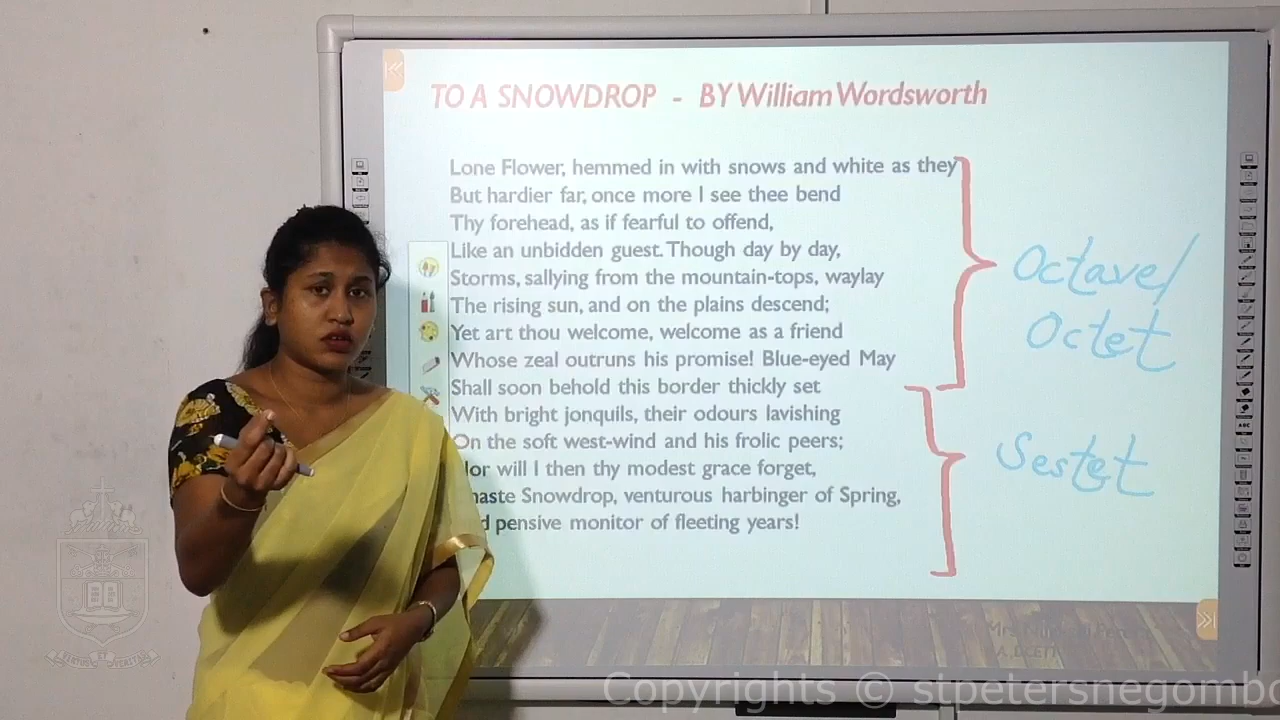 TO A SNOWDROP - BY William Wordsworth
Lone Flower, hemmed in with snows and white as they
But hardier far, once more I see thee bend
Thy forehead, as if fearful to offend,
Like an unbidden guest. Though day by day,
Storms, sallying from the mountain-tops, waylay
The rising sun, and on the plains descend;
Yet art thou welcome, welcome as a friend
Whose zeal outruns his promise! Blue-eyed May
Shall soon behold this border thickly set
With bright jonquils, their odours lavishing
On the soft west-wind and his frolic peers;
will I then thy modest grace forget,
Snowdrop, venturous harbinger of Spring,
pensive monitor of fleeting years!
Octave/
Octet
Sestet
ABC
VIRTUS ET VERITAS
Copyrights © stpetersnegombo